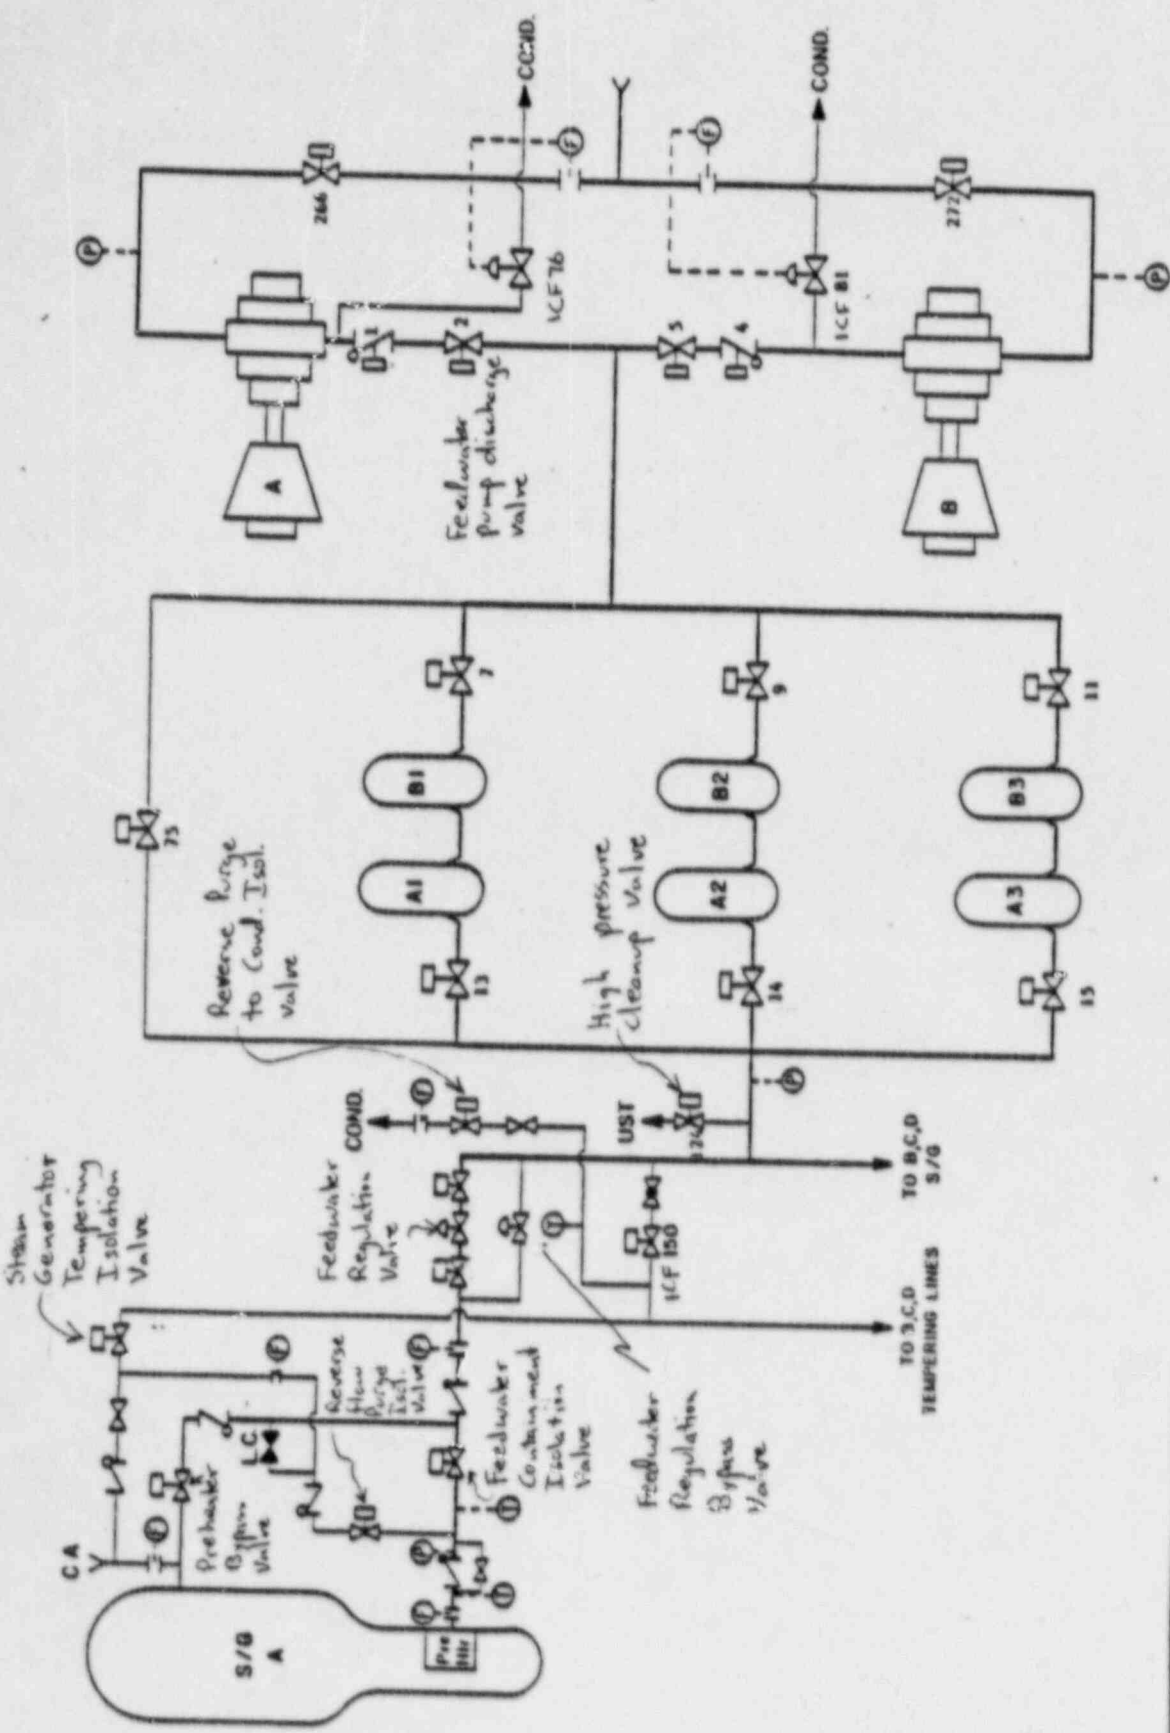 Steam
Generator
Tempering
Isolation
Valve
CA
F
Preheater
Bypass
Valve
S/G
A
Pre
Htr
F
P
T
T
L.C.
F
Reverse
flow
Purge
Isol.
Valve
F
Feedwater
Containment
Isolation
Valve
Feedwater
Regulation
Valve
COND.
F
T
1CF 150
Feedwater
Regulation
Bypass
Valve
TO B,C,D
TEMPERING LINES
TO B,C,D
S/G
UST
P
Reverse Purge
to Cond. Isol.
valve
High pressure
cleanup valve
75
13
A1
B1
7
14
A2
B2
9
15
A3
B3
11
Feedwater
pump discharge
valve
A
1
2
5
4
B
P
266
1CF 76
COND.
F
F
1CF 81
COND.
272
P